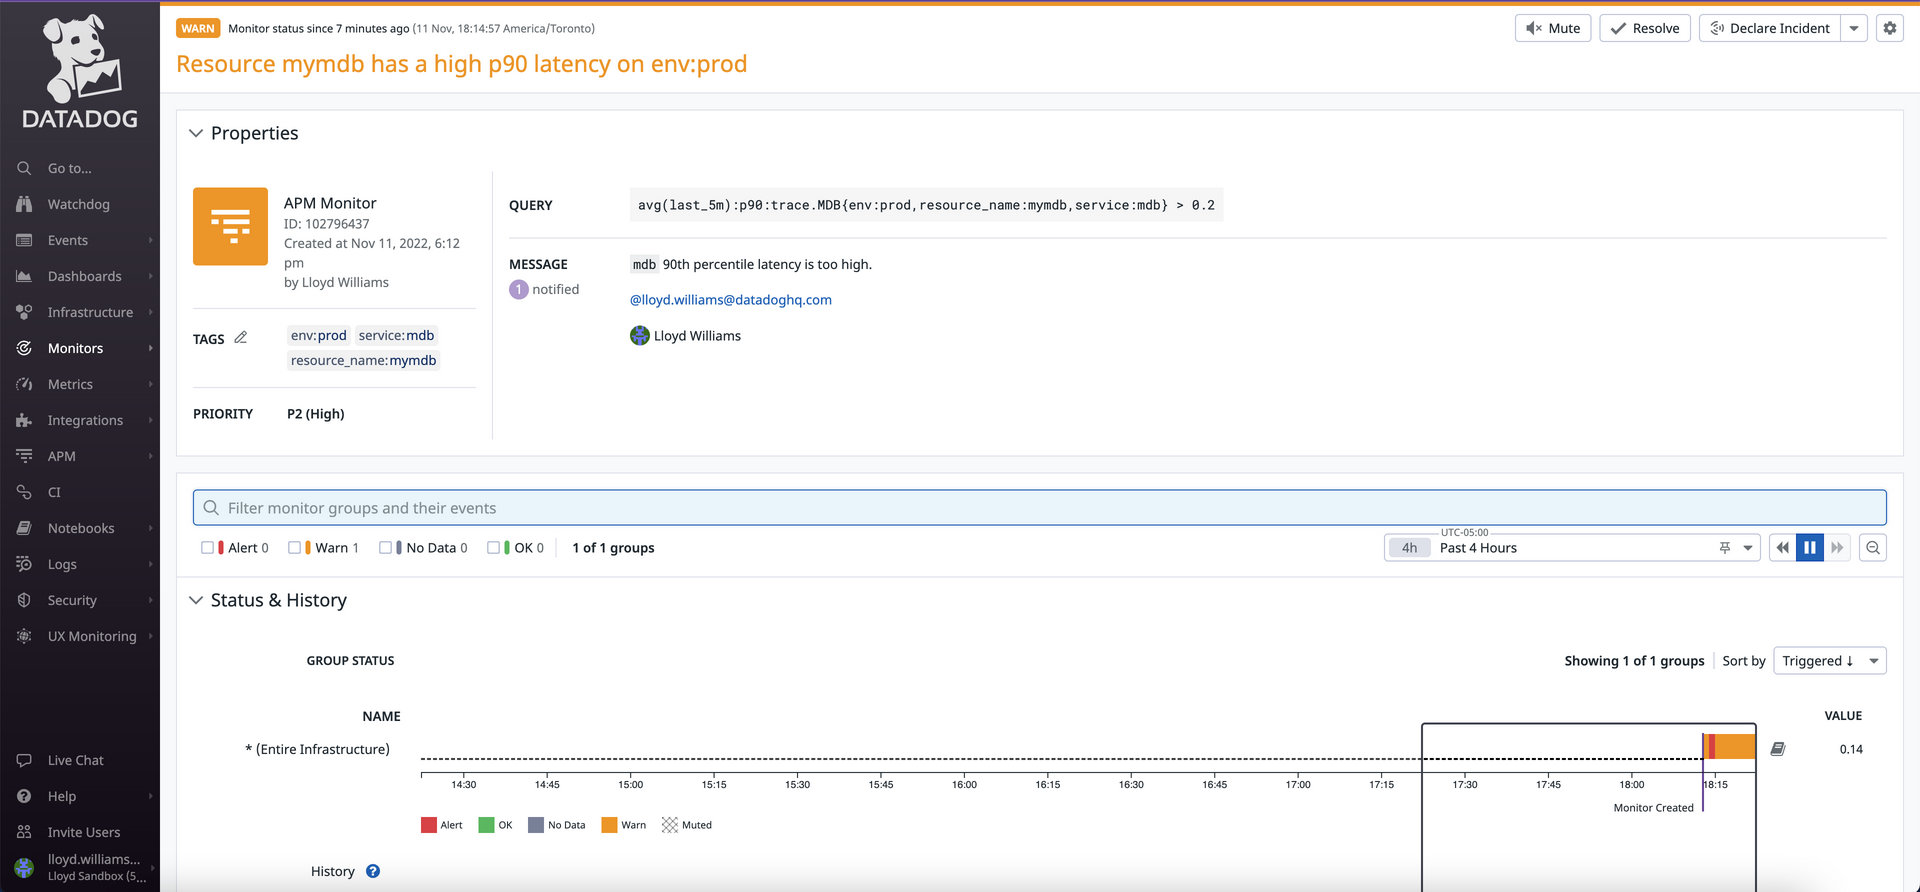 DATADOG
Go to...
Watchdog
Events
Dashboards
Infrastructure
Monitors
Metrics
Integrations
APM
CI
Notebooks
Logs
Security
UX Monitoring
Live Chat
Help
Invite Users
lloyd.williams...
Lloyd Sandbox (5...
WARN Monitor status since 7 minutes ago (11 Nov, 18:14:57 America/Toronto)
Mute Resolve Declare Incident
Resource mymdb has a high p90 latency on env:prod
Properties
APM Monitor
ID: 102796437
Created at Nov 11, 2022, 6:12
pm
by Lloyd Williams
TAGS env:prod service:mdb
resource_name:mymdb
PRIORITY P2 (High)
QUERY avg(last_5m):p90:trace.MDB{env:prod,resource_name:mymdb,service:mdb} > 0.2
MESSAGE mdb 90th percentile latency is too high.
1 notified
@lloyd.williams@datadoghq.com
Lloyd Williams
Filter monitor groups and their events
Alert 0 Warn 1 No Data 0 OK 0 1 of 1 groups
UTC-05:00
4h Past 4 Hours
Status & History
GROUP STATUS Showing 1 of 1 groups Sort by Triggered ↓
NAME VALUE
* (Entire Infrastructure) 0.14
14:30 14:45 15:00 15:15 15:30 15:45 16:00 16:15 16:30 16:45 17:00 17:15 17:30 17:45 18:00 18:15
Monitor Created
Alert OK No Data Warn Muted
History ?